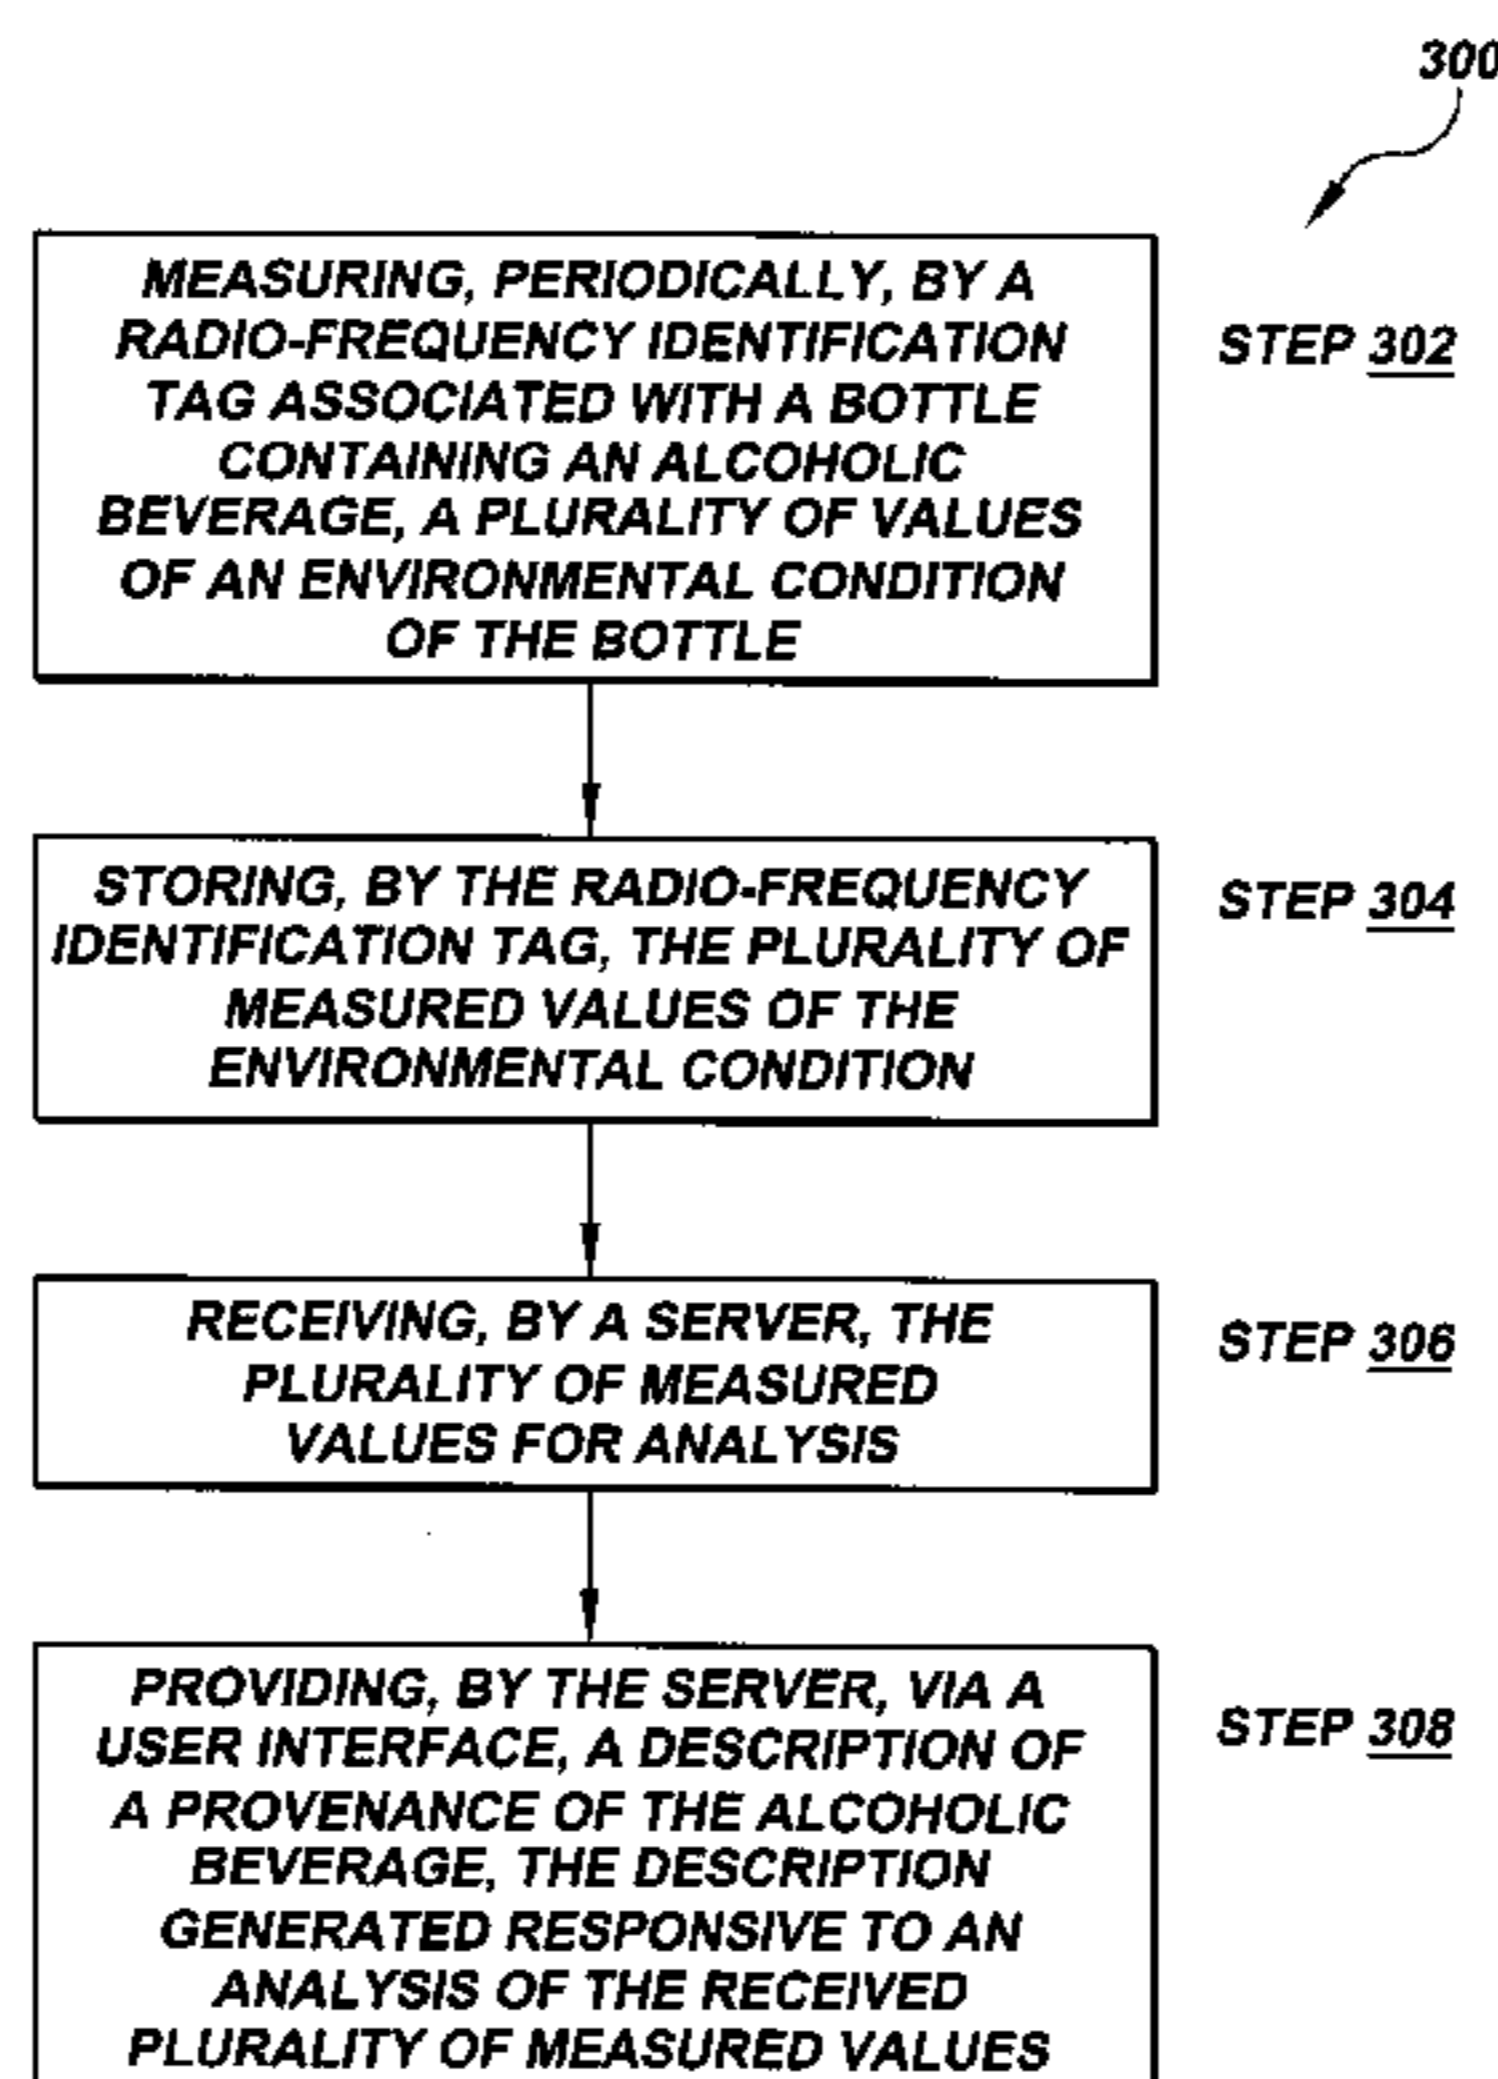 300
MEASURING, PERIODICALLY, BY A
RADIO-FREQUENCY IDENTIFICATION
TAG ASSOCIATED WITH A BOTTLE
CONTAINING AN ALCOHOLIC
BEVERAGE, A PLURALITY OF VALUES
OF AN ENVIRONMENTAL CONDITION
OF THE BOTTLE
STEP 302
STORING, BY THE RADIO-FREQUENCY
IDENTIFICATION TAG, THE PLURALITY OF
MEASURED VALUES OF THE
ENVIRONMENTAL CONDITION
STEP 304
RECEIVING, BY A SERVER, THE
PLURALITY OF MEASURED
VALUES FOR ANALYSIS
STEP 306
PROVIDING, BY THE SERVER, VIA A
USER INTERFACE, A DESCRIPTION OF
A PROVENANCE OF THE ALCOHOLIC
BEVERAGE, THE DESCRIPTION
GENERATED RESPONSIVE TO AN
ANALYSIS OF THE RECEIVED
PLURALITY OF MEASURED VALUES
STEP 308